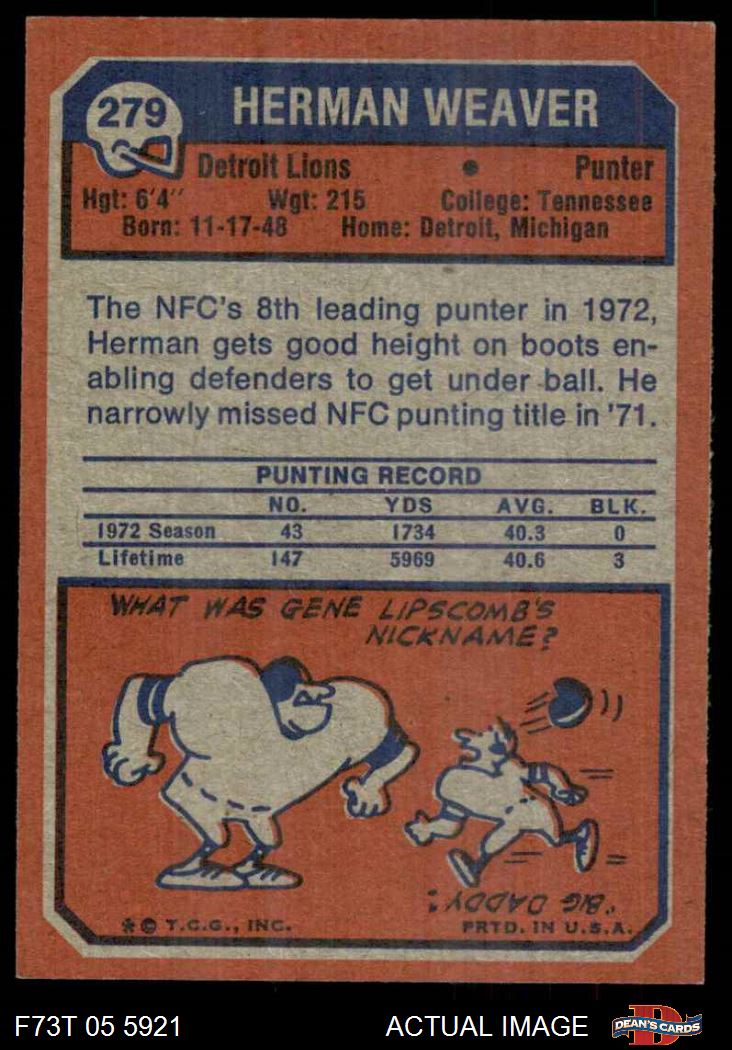 279
HERMAN WEAVER
Detroit Lions • Punter
Hgt: 6'4" Wgt: 215 College: Tennessee
Born: 11-17-48 Home: Detroit, Michigan
The NFC's 8th leading punter in 1972,
Herman gets good height on boots en-
abling defenders to get under ball. He
narrowly missed NFC punting title in '71.
PUNTING RECORD
NO. YDS AVG. BLK.
1972 Season 43 1734 40.3 0
Lifetime 147 5969 40.6 3
WHAT WAS GENE LIPSCOMB'S
NICKNAME?
"BIG DADDY"
* © T.C.G., INC. PRTD. IN U.S.A.
F73T 05 5921 ACTUAL IMAGE DEAN'S CARDS